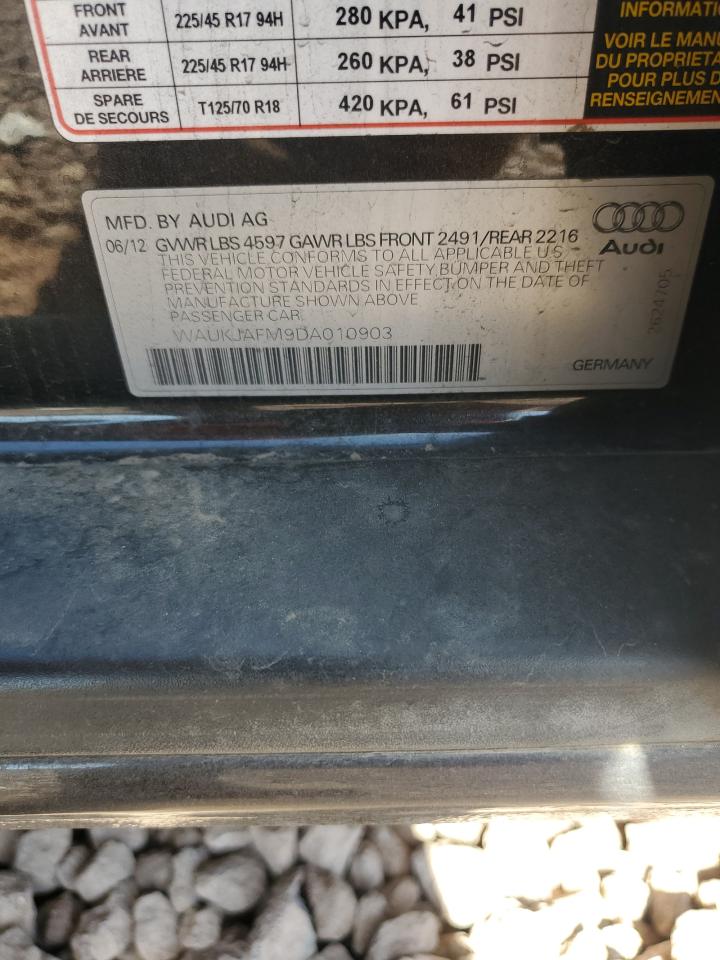 FRONT
AVANT
225/45 R17 94H
280 KPA, 41 PSI
REAR
ARRIERE
225/45 R17 94H
260 KPA, 38 PSI
SPARE
DE SECOURS
T125/70 R18
420 KPA, 61 PSI
INFORMATI
VOIR LE MANU
DU PROPRIETA
POUR PLUS D
RENSEIGNEMEN
MFD. BY AUDI AG
06/12 GVWR LBS 4597 GAWR LBS FRONT 2491/REAR 2216
THIS VEHICLE CONFORMS TO ALL APPLICABLE U.S.
FEDERAL MOTOR VEHICLE SAFETY, BUMPER AND THEFT
PREVENTION STANDARDS IN EFFECT ON THE DATE OF
MANUFACTURE SHOWN ABOVE
PASSENGER CAR
WAUKJAFM9DA010903
Audi
2624705
GERMANY